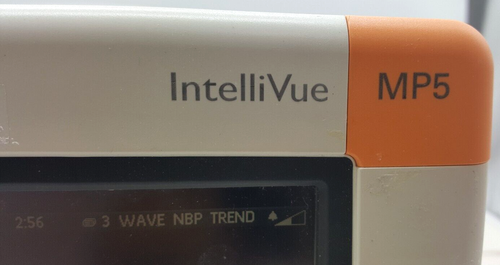 IntelliVue MP5
2:56 3 WAVE NBP TREND